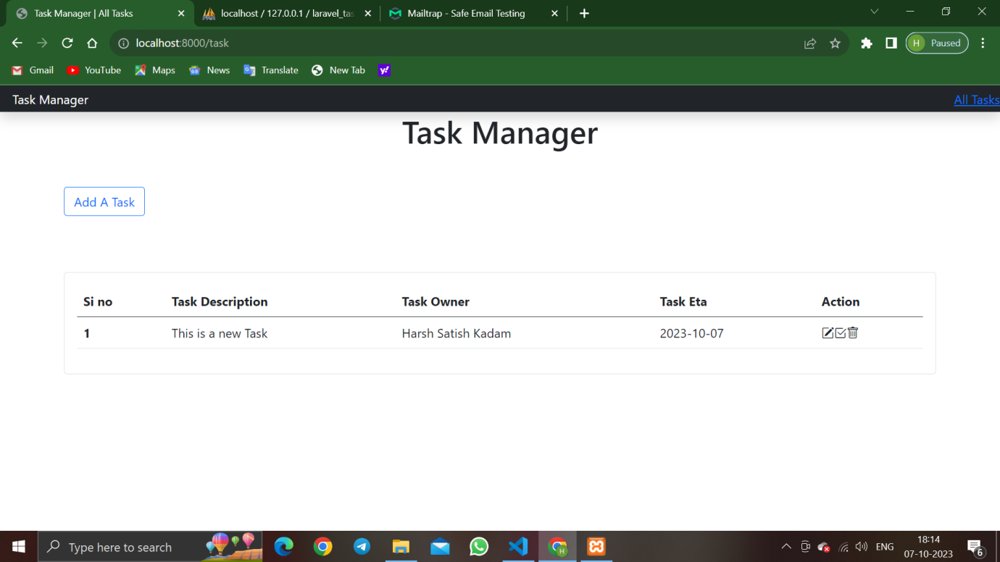 Task Manager | All Tasks
localhost / 127.0.0.1 / laravel_tas
Mailtrap - Safe Email Testing
localhost:8000/task
H Paused
Gmail YouTube Maps News Translate New Tab y!
Task Manager All Tasks
Task Manager
Add A Task
Si no Task Description Task Owner Task Eta Action
1 This is a new Task Harsh Satish Kadam 2023-10-07
Type here to search
H
ENG
18:14
07-10-2023
6